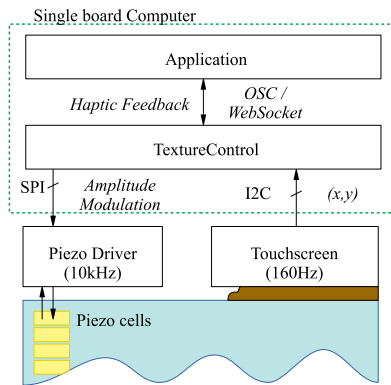 Single board Computer
Application
Haptic Feedback
OSC /
WebSocket
TextureControl
SPI
Amplitude
Modulation
I2C
(x,y)
Piezo Driver
(10kHz)
Touchscreen
(160Hz)
Piezo cells